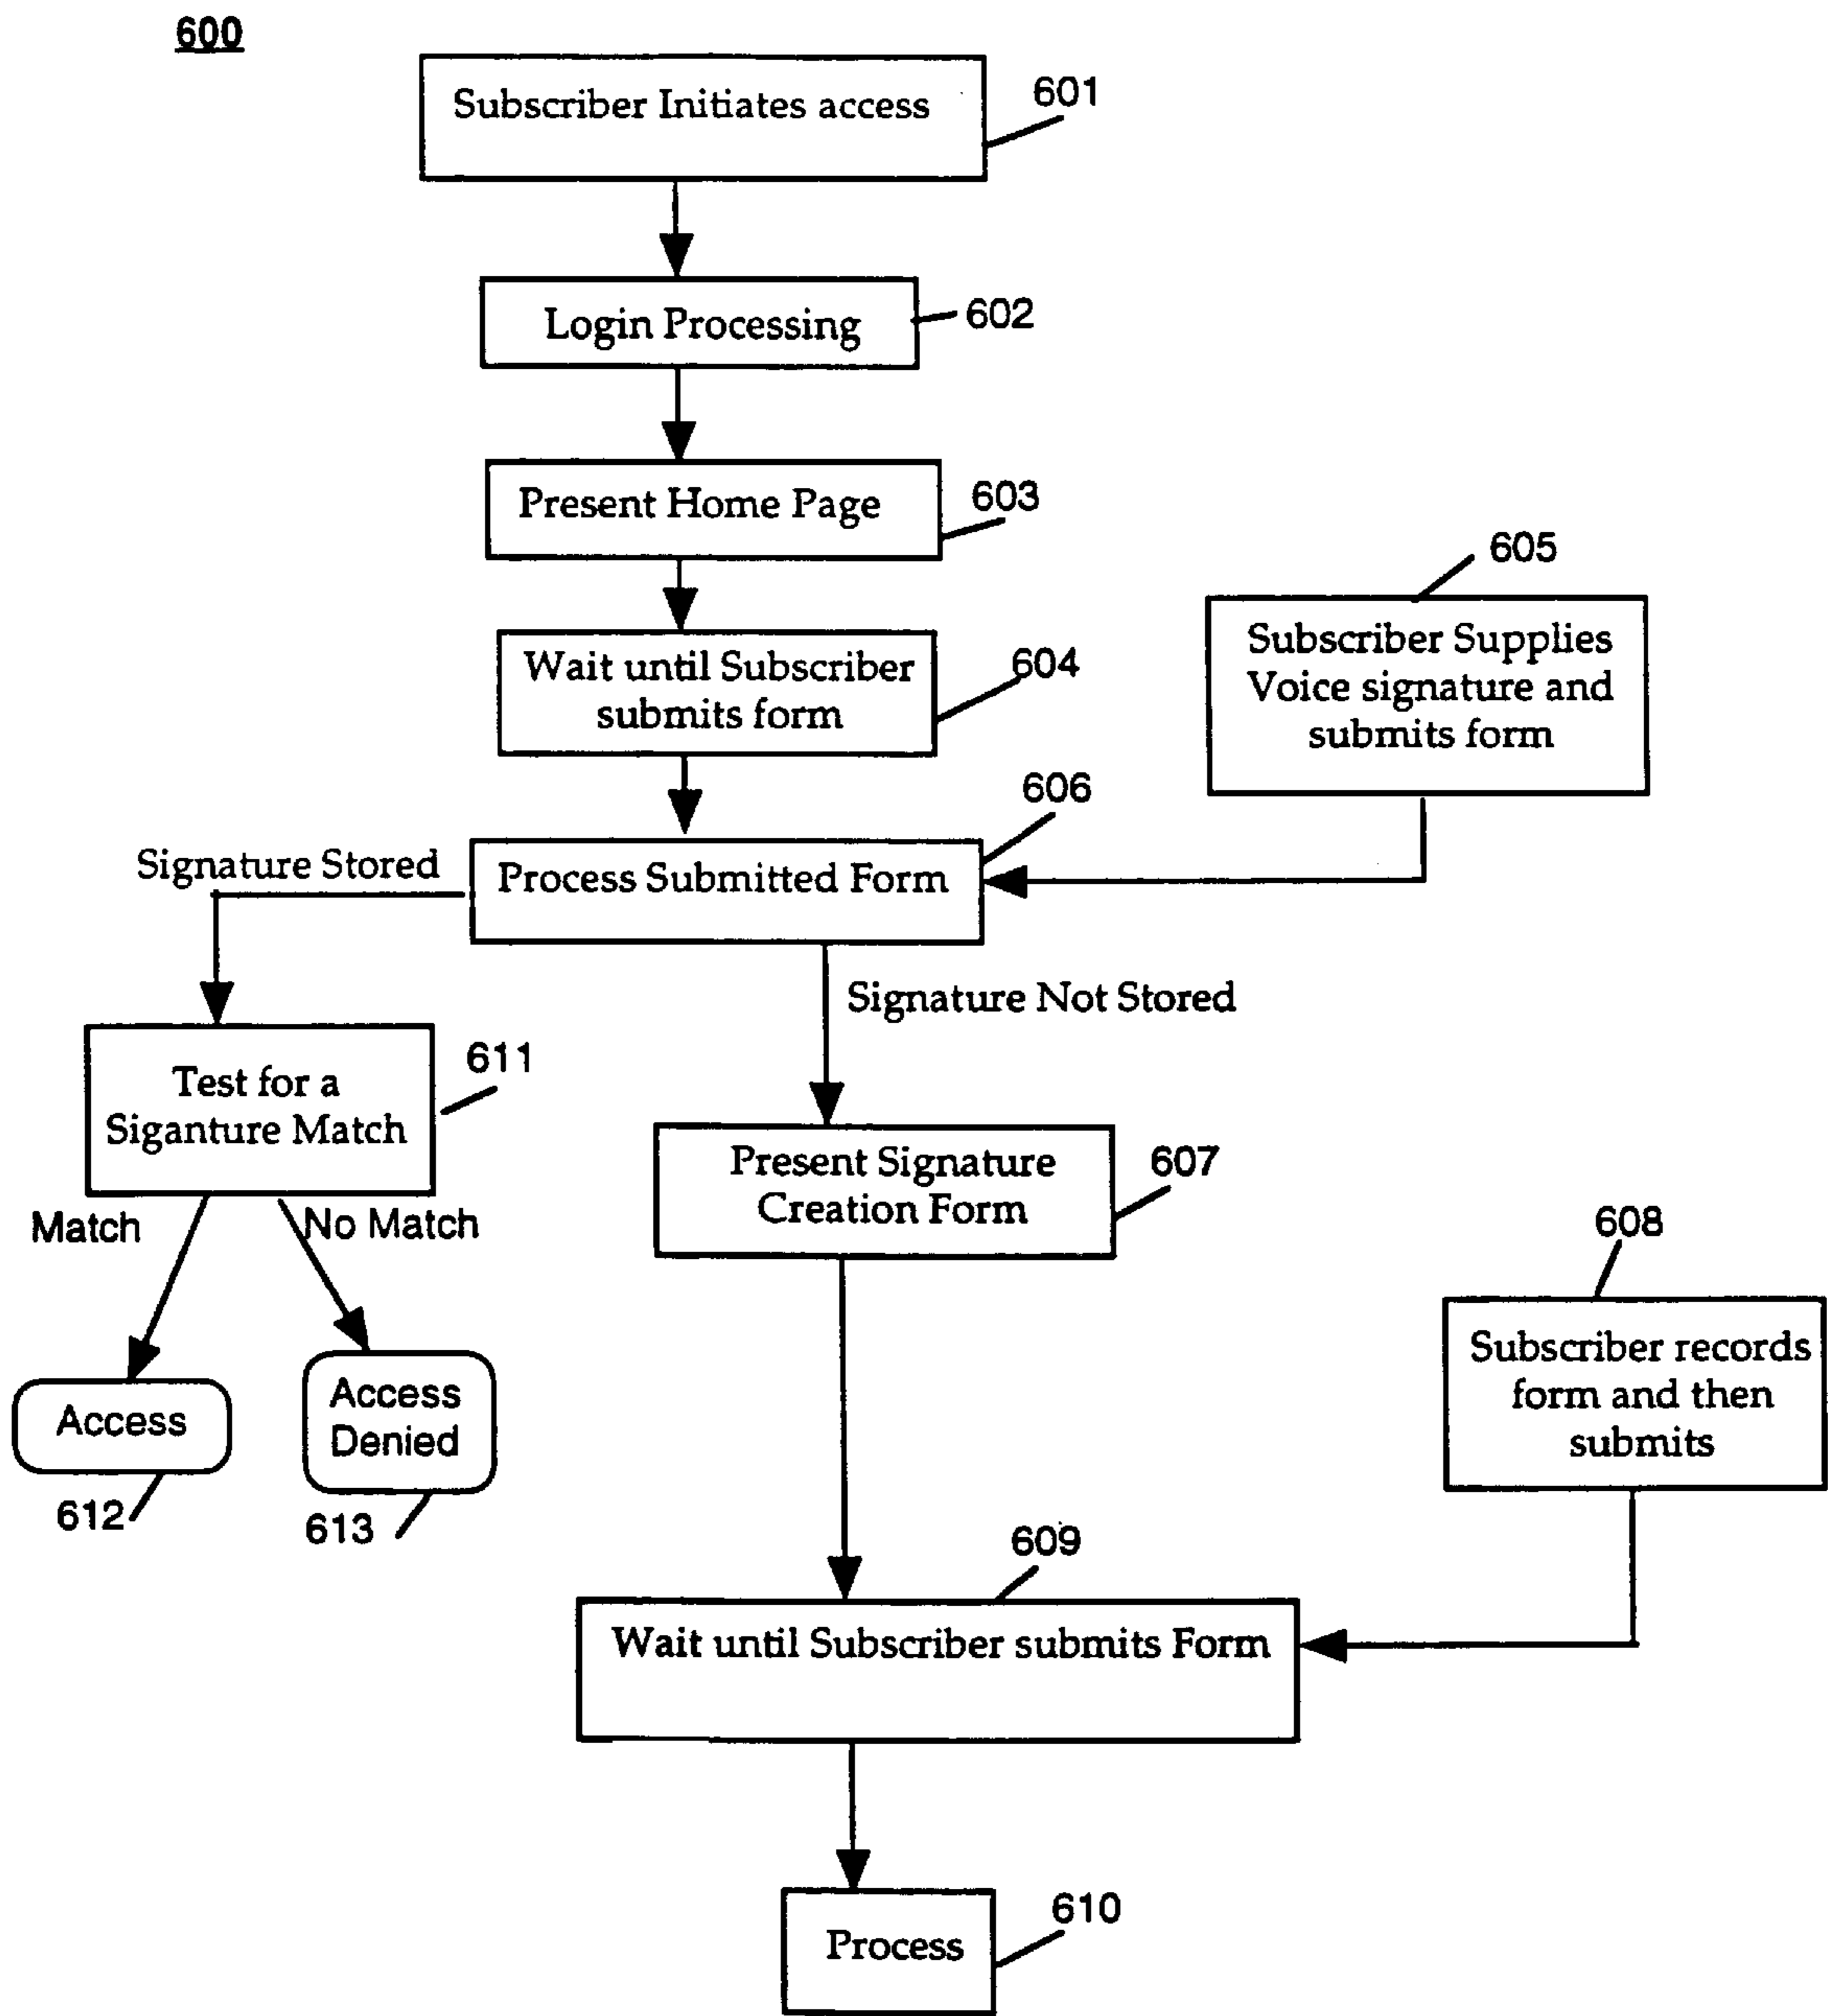 600
Subscriber Initiates access
601
Login Processing
602
Present Home Page
603
Wait until Subscriber
submits form
604
605
Subscriber Supplies
Voice signature and
submits form
606
Process Submitted Form
Signature Stored
Signature Not Stored
Test for a
Siganture Match
611
Match
No Match
Present Signature
Creation Form
607
608
Subscriber records
form and then
submits
Access
612
Access
Denied
613
609
Wait until Subscriber submits Form
Process
610